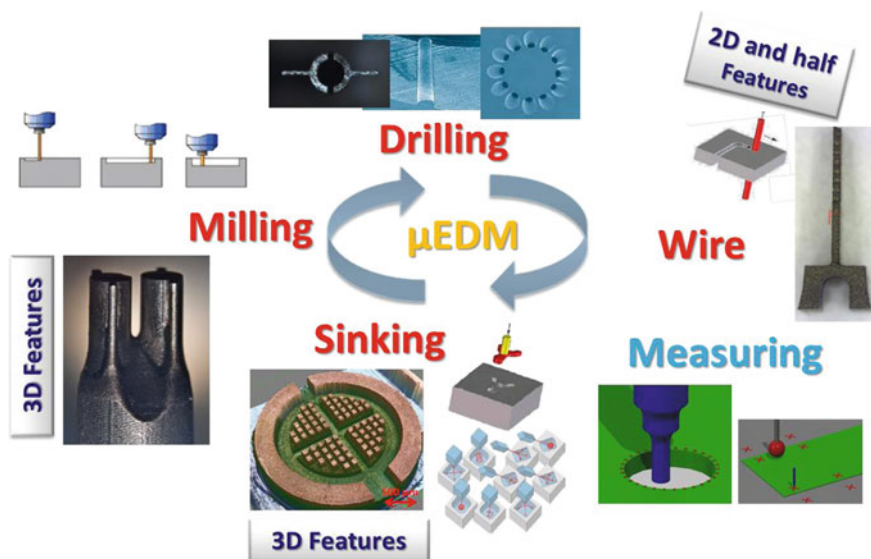 2D and half
Features
Drilling
Milling
µEDM
Wire
3D Features
Sinking
Measuring
3D Features